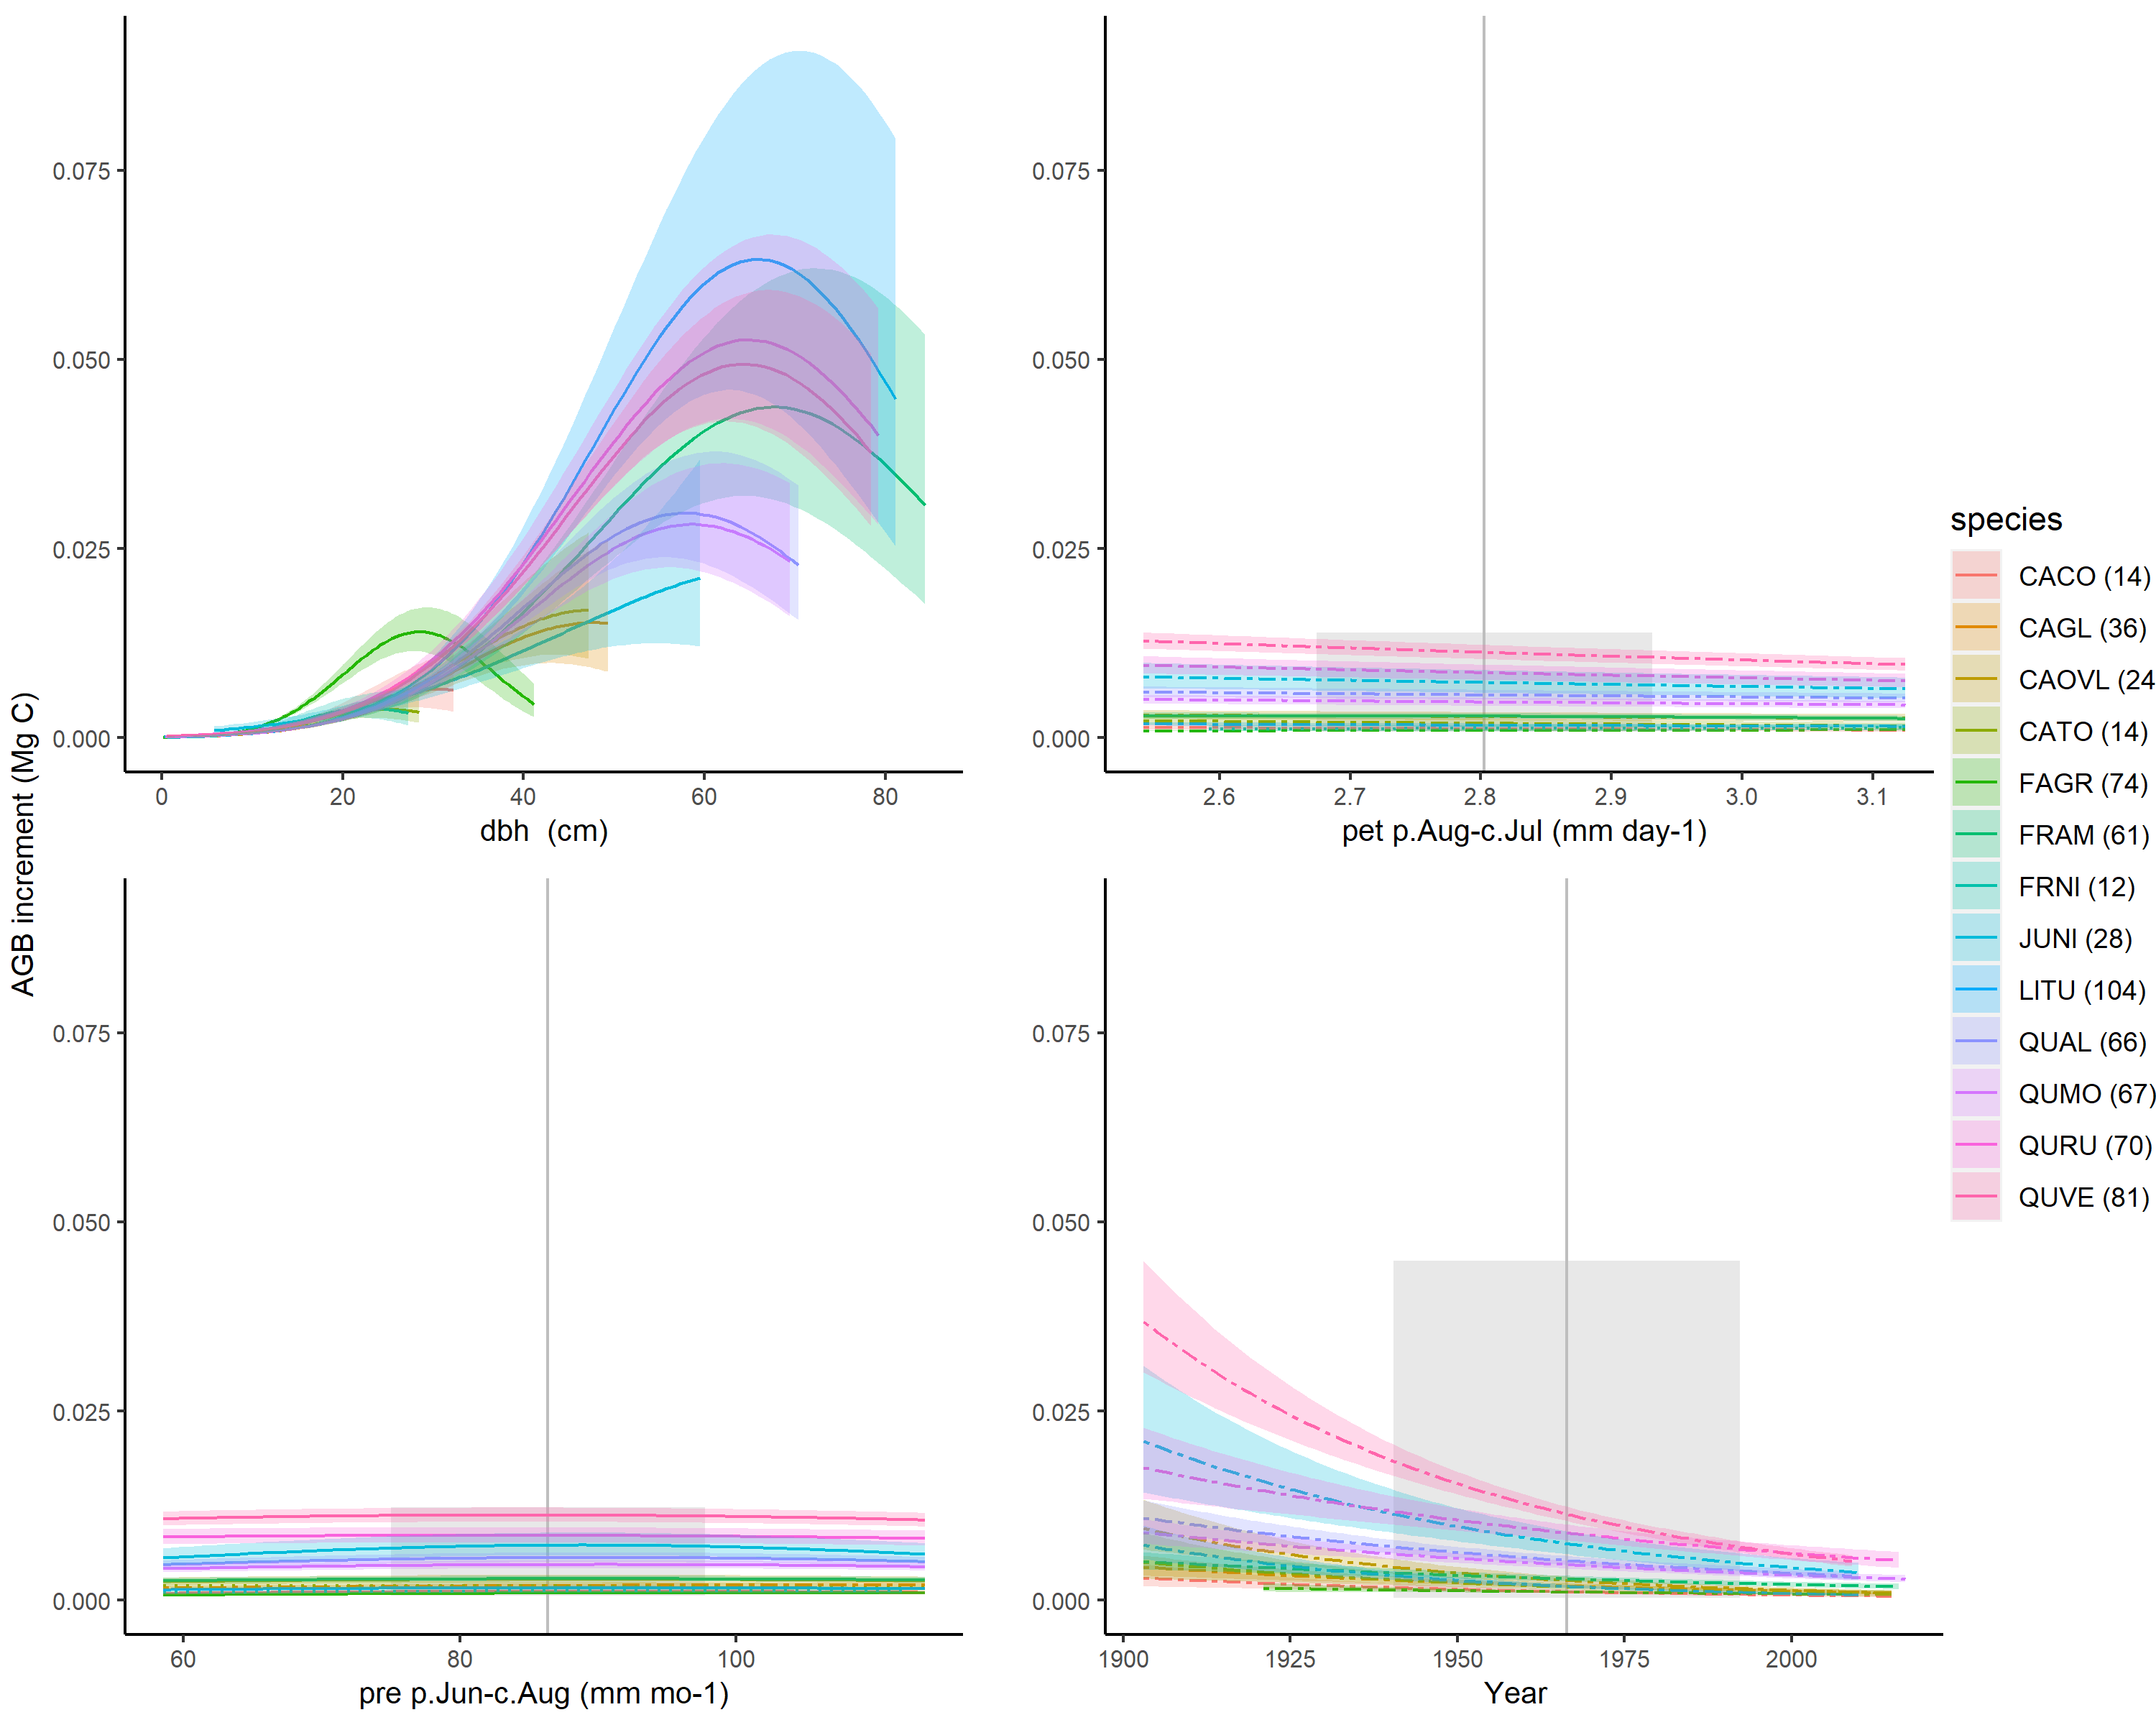 AGB increment (Mg C)
0.075
0.050
0.025
0.000
0 20 40 60 80
dbh (cm)
0.075
0.050
0.025
0.000
2.6 2.7 2.8 2.9 3.0 3.1
pet p.Aug-c.Jul (mm day-1)
0.075
0.050
0.025
0.000
60 80 100
pre p.Jun-c.Aug (mm mo-1)
0.075
0.050
0.025
0.000
1900 1925 1950 1975 2000
Year
species
CACO (14)
CAGL (36)
CAOVL (24
CATO (14)
FAGR (74)
FRAM (61)
FRNI (12)
JUNI (28)
LITU (104)
QUAL (66)
QUMO (67)
QURU (70)
QUVE (81)